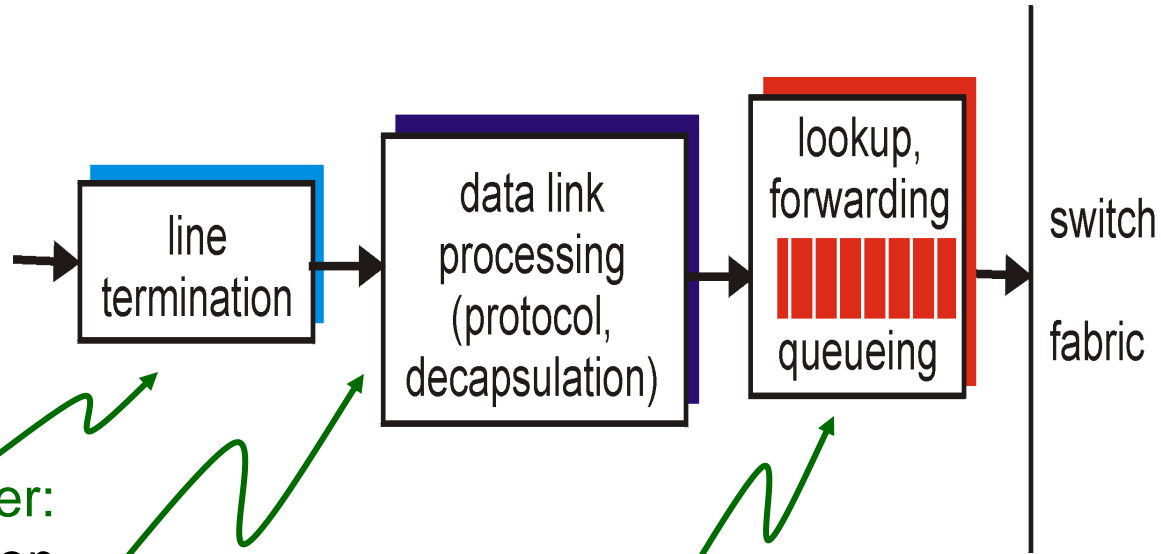 line
termination
data link
processing
(protocol,
decapsulation)
lookup,
forwarding
queueing
switch
fabric
er: